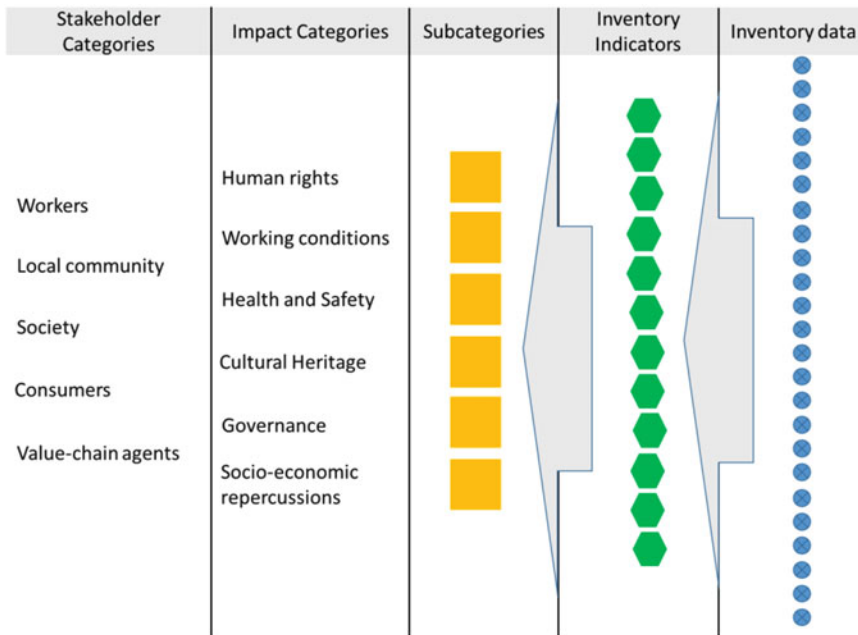 Stakeholder
Categories
Impact Categories
Subcategories
Inventory
Indicators
Inventory data
Workers
Local community
Society
Consumers
Value-chain agents
Human rights
Working conditions
Health and Safety
Cultural Heritage
Governance
Socio-economic
repercussions